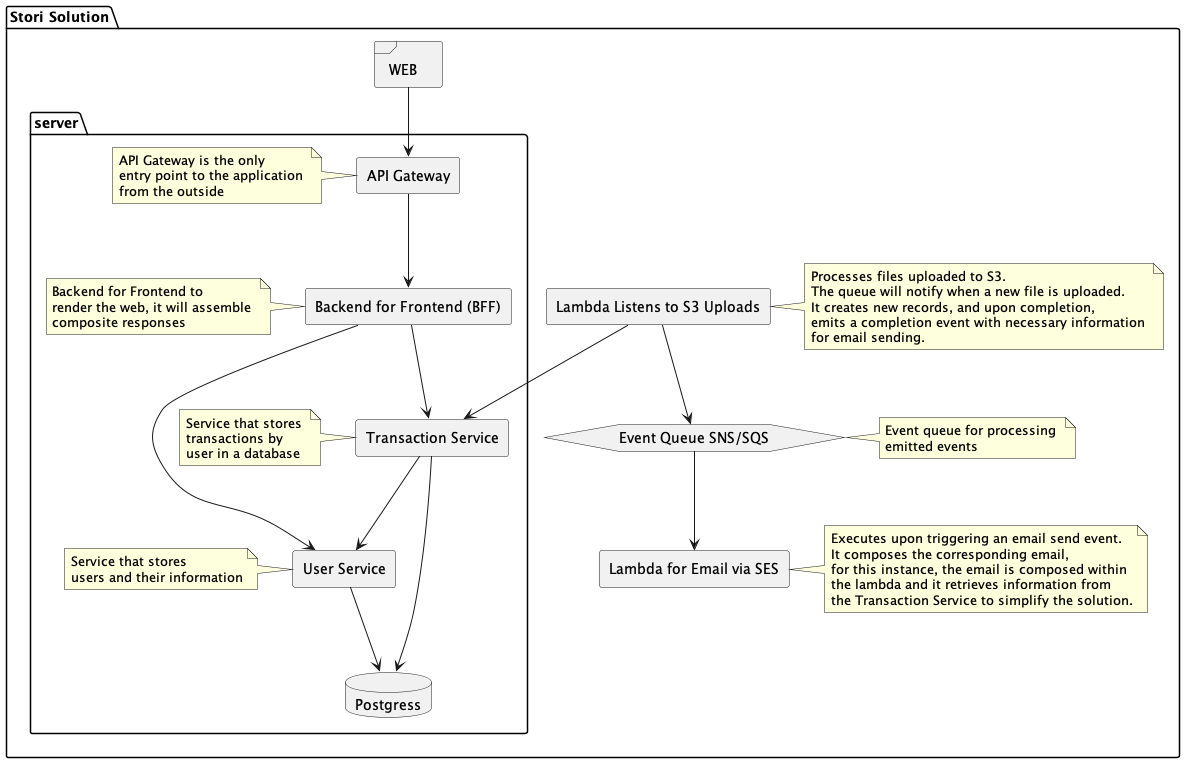 Stori Solution
WEB
server
API Gateway is the only
entry point to the application
from the outside
API Gateway
Backend for Frontend to
render the web, it will assemble
composite responses
Backend for Frontend (BFF)
Lambda Listens to S3 Uploads
Processes files uploaded to S3.
The queue will notify when a new file is uploaded.
It creates new records, and upon completion,
emits a completion event with necessary information
for email sending.
Service that stores
transactions by
user in a database
Transaction Service
Event Queue SNS/SQS
Event queue for processing
emitted events
Service that stores
users and their information
User Service
Lambda for Email via SES
Executes upon triggering an email send event.
It composes the corresponding email,
for this instance, the email is composed within
the lambda and it retrieves information from
the Transaction Service to simplify the solution.
Postgress